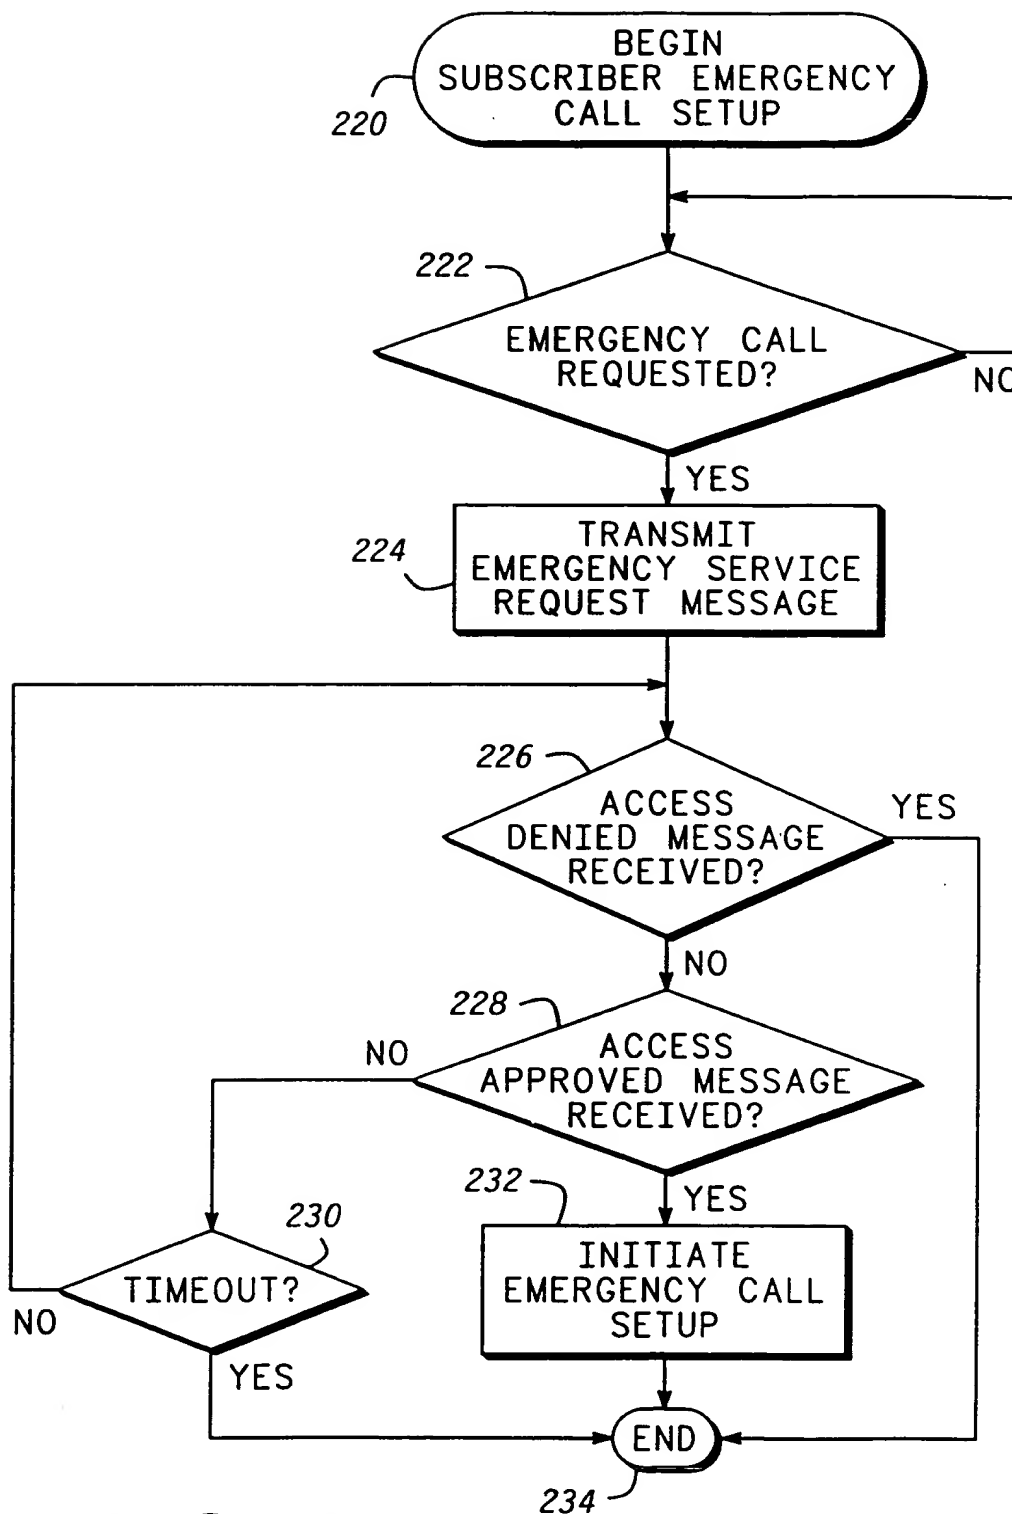 BEGIN
SUBSCRIBER EMERGENCY
CALL SETUP
220
222
EMERGENCY CALL
REQUESTED?
NO
YES
224
TRANSMIT
EMERGENCY SERVICE
REQUEST MESSAGE
226
ACCESS
DENIED MESSAGE
RECEIVED?
YES
NO
228
NO
ACCESS
APPROVED MESSAGE
RECEIVED?
232
YES
230
TIMEOUT?
NO
YES
INITIATE
EMERGENCY CALL
SETUP
END
234